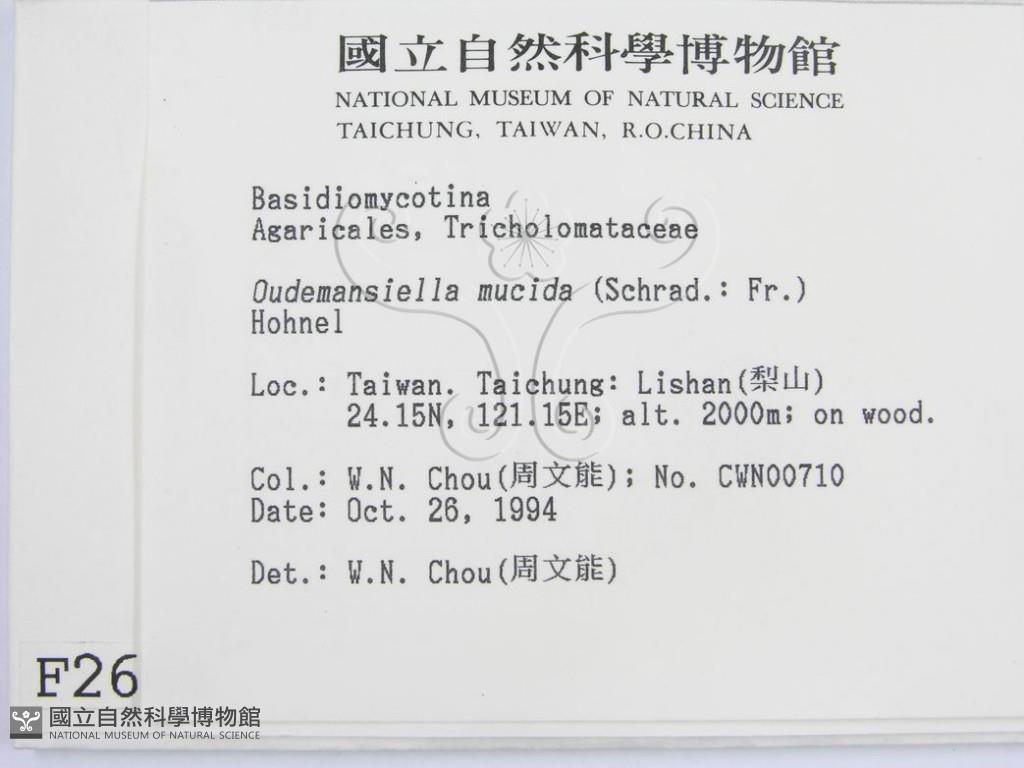 國立自然科學博物館
NATIONAL MUSEUM OF NATURAL SCIENCE
TAICHUNG, TAIWAN, R.O.CHINA
Basidiomycotina
Agaricales, Tricholomataceae
Oudemansiella mucida (Schrad.: Fr.)
Hohnel
Loc.: Taiwan. Taichung: Lishan(梨山)
24.15N, 121.15E; alt. 2000m; on wood.
Col.: W.N. Chou(周文能); No. CWN00710
Date: Oct. 26, 1994
Det.: W.N. Chou(周文能)
F26
國立自然科學博物館
NATIONAL MUSEUM OF NATURAL SCIENCE